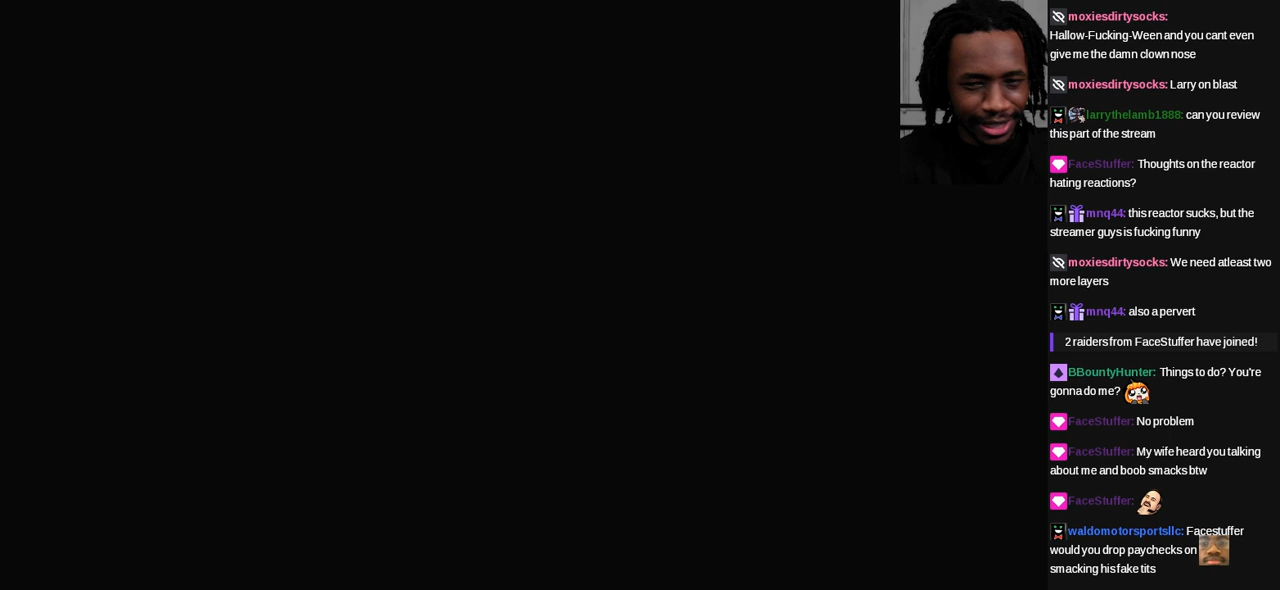 moxiesdirtysocks:
Hallow-Fucking-Ween and you cant even
give me the damn clown nose
moxiesdirtysocks: Larry on blast
larrythelamb1888: can you review
this part of the stream
FaceStuffer: Thoughts on the reactor
hating reactions?
mnq44: this reactor sucks, but the
streamer guys is fucking funny
moxiesdirtysocks: We need atleast two
more layers
mnq44: also a pervert
2 raiders from FaceStuffer have joined!
BBountyHunter: Things to do? You're
gonna do me?
FaceStuffer: No problem
FaceStuffer: My wife heard you talking
about me and boob smacks btw
FaceStuffer:
waldomotorsportsllc: Facestuffer
would you drop paychecks on
smacking his fake tits